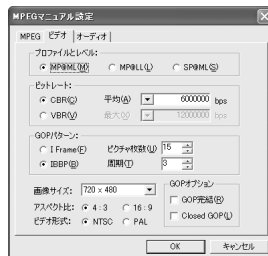 MPEGマニュアル設定
MPEG ビデオ オーディオ
プロファイルとレベル:
MP@ML(M) MP@LL(L) SP@ML(S)
ビットレート:
CBR(C) 平均(A) 6000000 bps
VBR(V) 最大(X) 12000000 bps
GOPパターン:
I Frame(F) ピクチャ枚数(U) 15
IBBP(B) 周期(T) 3
画像サイズ: 720 x 480
アスペクト比: 4:3 16:9
ビデオ形式: NTSC PAL
GOPオプション
GOP完結(R)
Closed GOP(L)
OK キャンセル